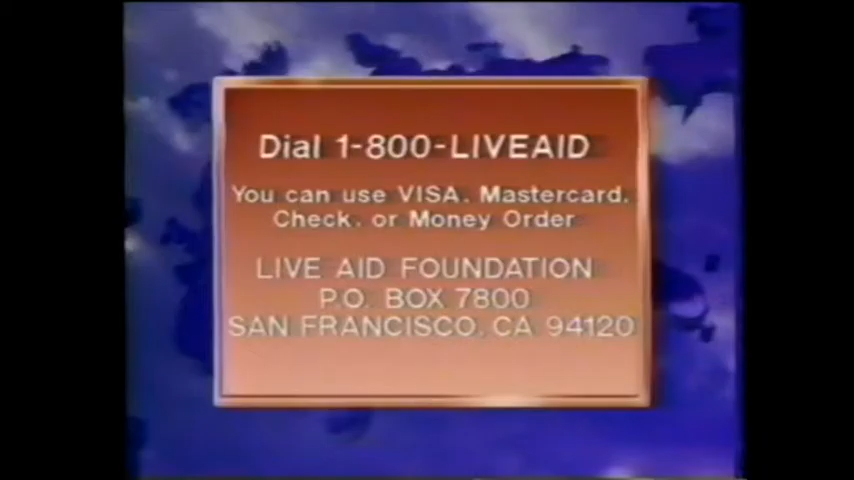 Dial 1-800-LIVEAID
You can use VISA, Mastercard,
Check, or Money Order
LIVE AID FOUNDATION
P.O. BOX 7800
SAN FRANCISCO, CA 94120